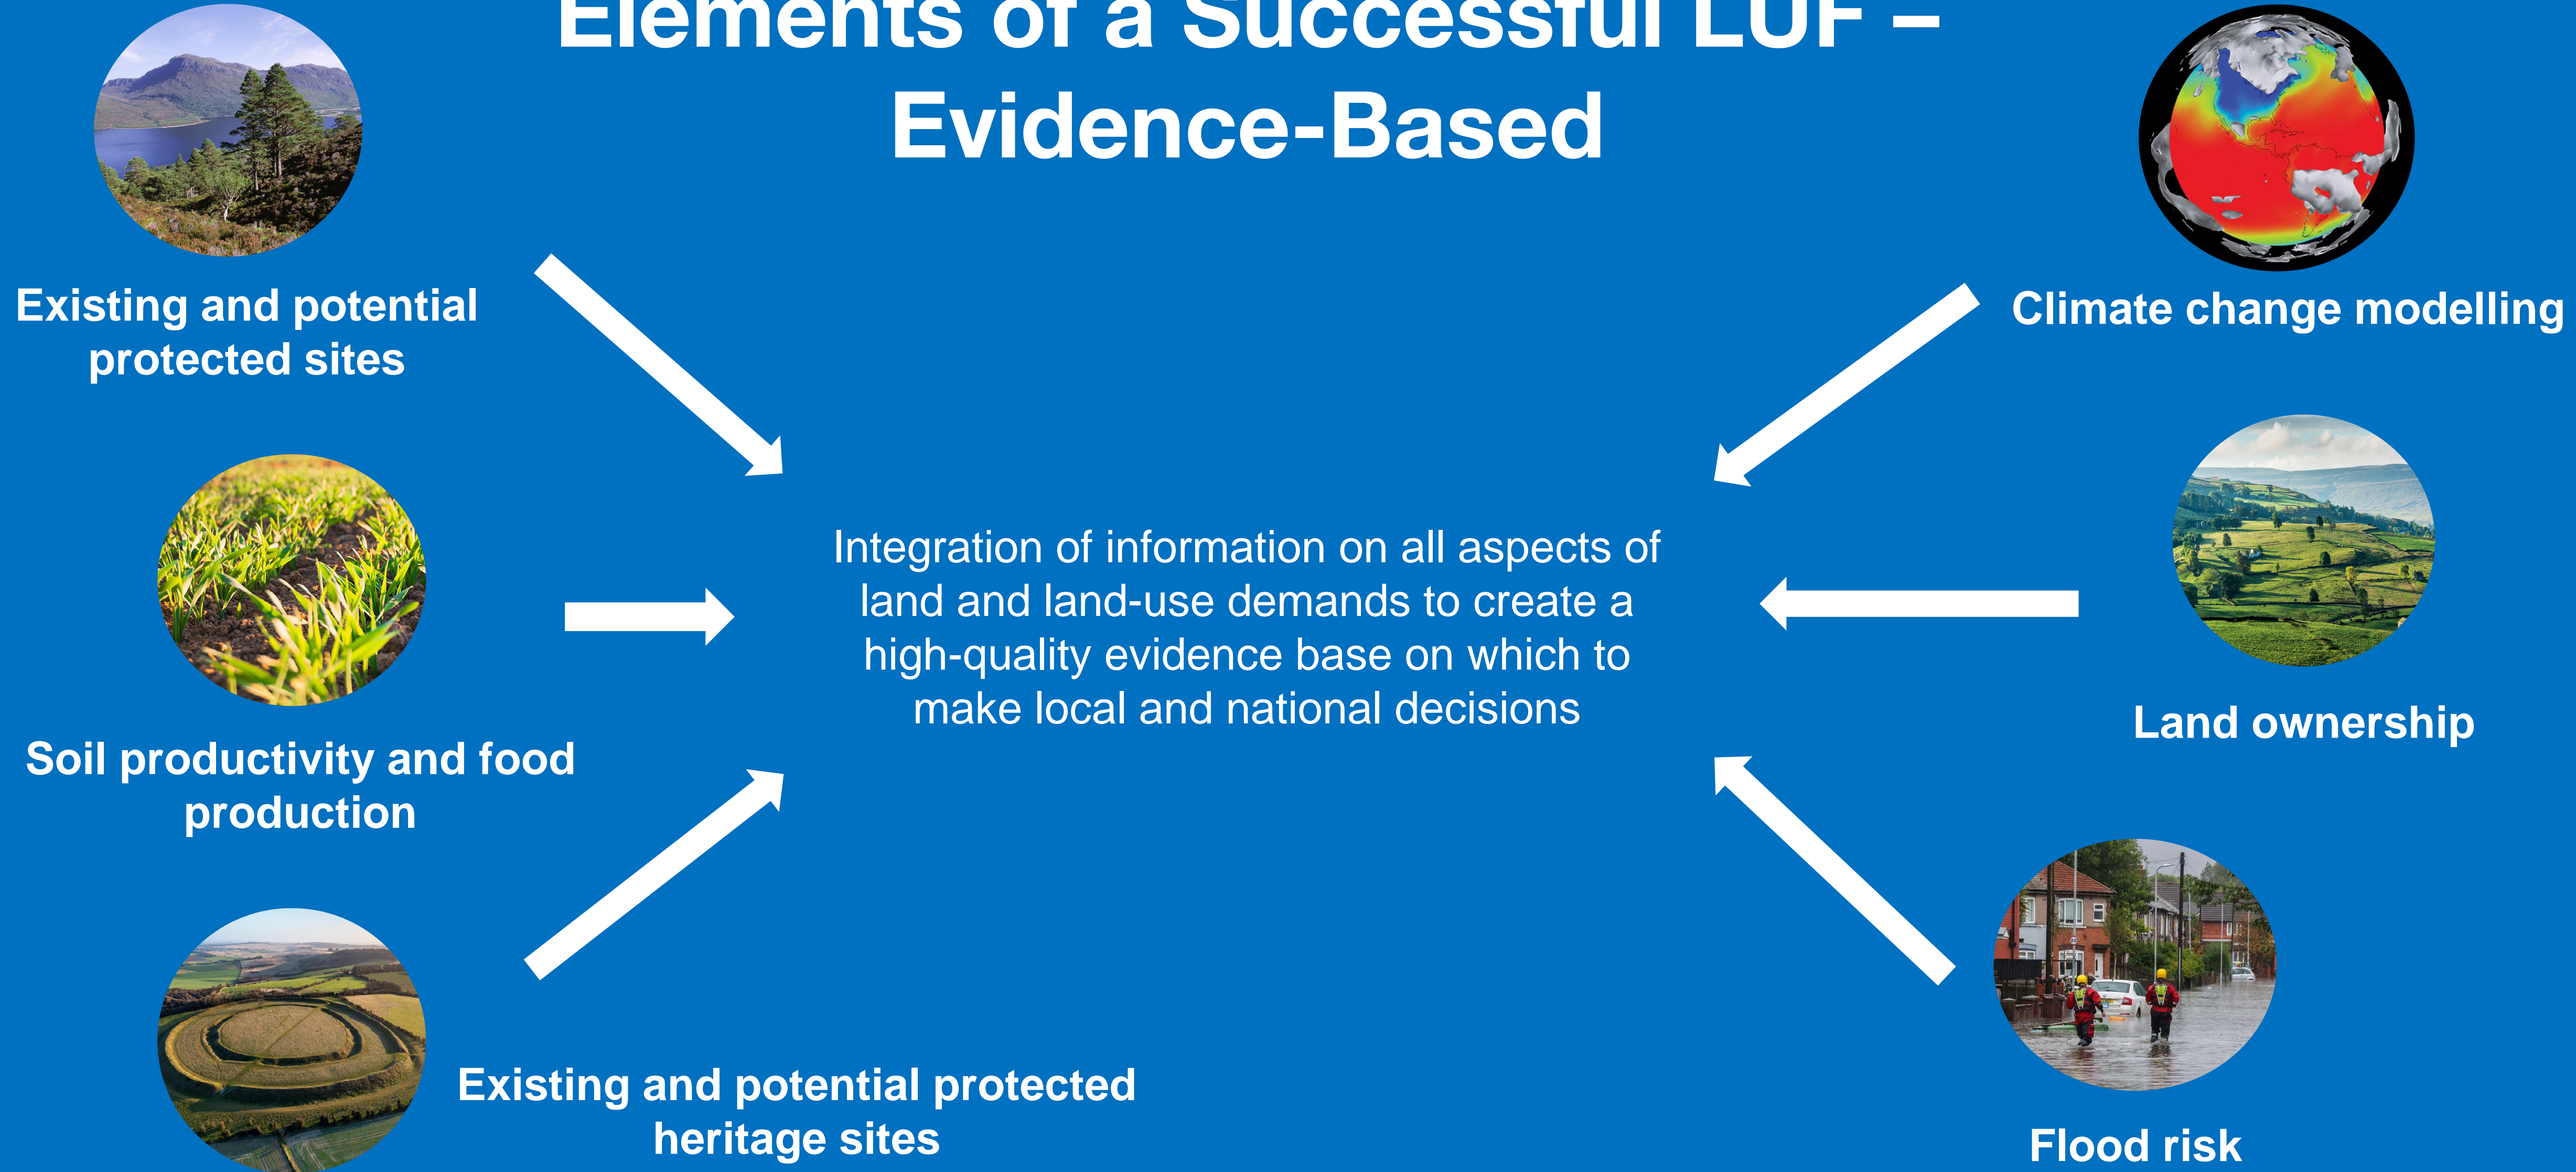 Elements of a Successful LUF –
Evidence-Based
Existing and potential
protected sites
Climate change modelling
Soil productivity and food
production
Integration of information on all aspects of
land and land-use demands to create a
high-quality evidence base on which to
make local and national decisions
Land ownership
Existing and potential protected
heritage sites
Flood risk